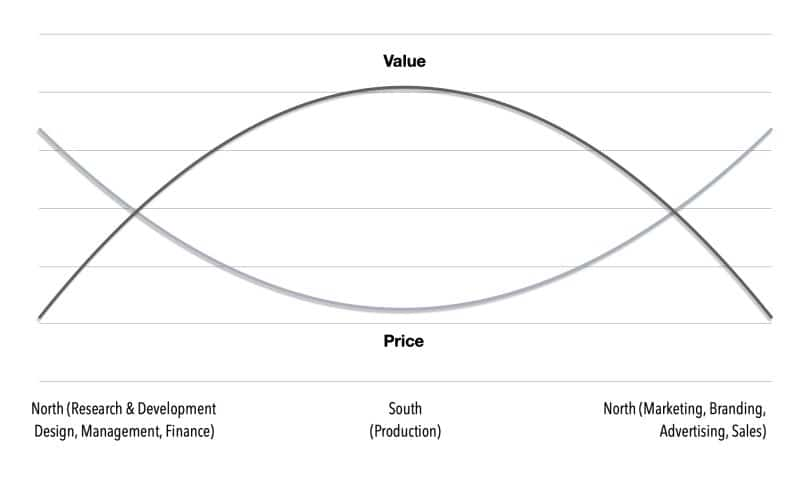 Value
Price
North (Research & Development
Design, Management, Finance)
South
(Production)
North (Marketing, Branding,
Advertising, Sales)